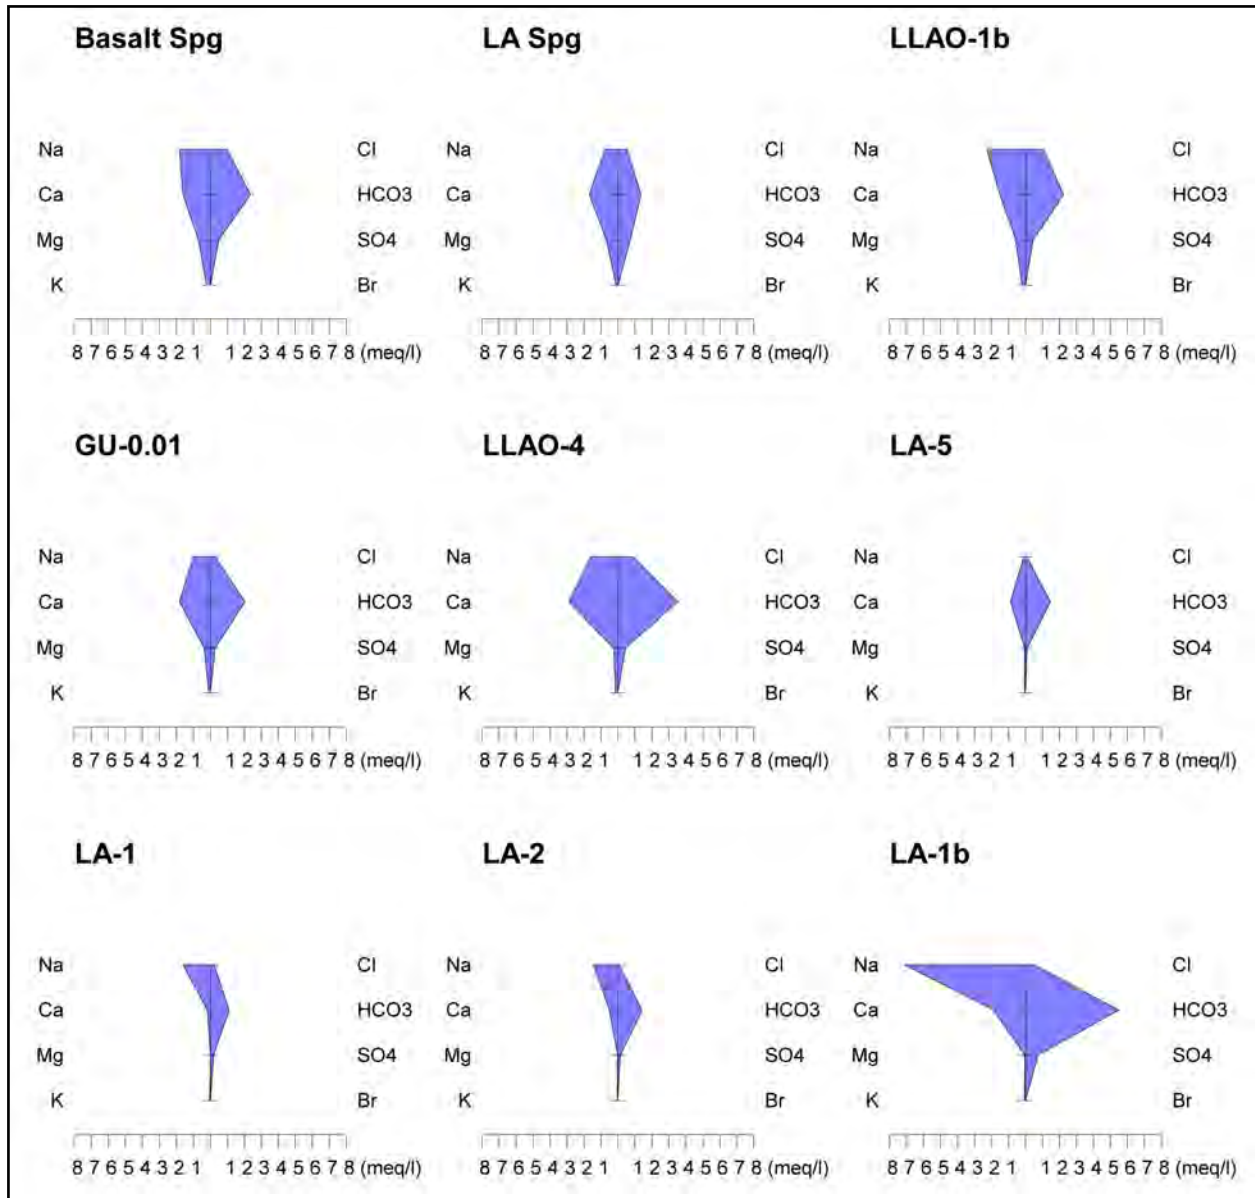 Basalt Spg LA Spg LLAO-1b
Na Cl Na Cl Na Cl
Ca HCO3 Ca HCO3 Ca HCO3
Mg SO4 Mg SO4 Mg SO4
K Br K Br K Br
8 7 6 5 4 3 2 1 1 2 3 4 5 6 7 8 (meq/l) 8 7 6 5 4 3 2 1 1 2 3 4 5 6 7 8 (meq/l) 8 7 6 5 4 3 2 1 1 2 3 4 5 6 7 8 (meq/l)
GU-0.01 LLAO-4 LA-5
Na Cl Na Cl Na Cl
Ca HCO3 Ca HCO3 Ca HCO3
Mg SO4 Mg SO4 Mg SO4
K Br K Br K Br
8 7 6 5 4 3 2 1 1 2 3 4 5 6 7 8 (meq/l) 8 7 6 5 4 3 2 1 1 2 3 4 5 6 7 8 (meq/l) 8 7 6 5 4 3 2 1 1 2 3 4 5 6 7 8 (meq/l)
LA-1 LA-2 LA-1b
Na Cl Na Cl Na Cl
Ca HCO3 Ca HCO3 Ca HCO3
Mg SO4 Mg SO4 Mg SO4
K Br K Br K Br
8 7 6 5 4 3 2 1 1 2 3 4 5 6 7 8 (meq/l) 8 7 6 5 4 3 2 1 1 2 3 4 5 6 7 8 (meq/l) 8 7 6 5 4 3 2 1 1 2 3 4 5 6 7 8 (meq/l)